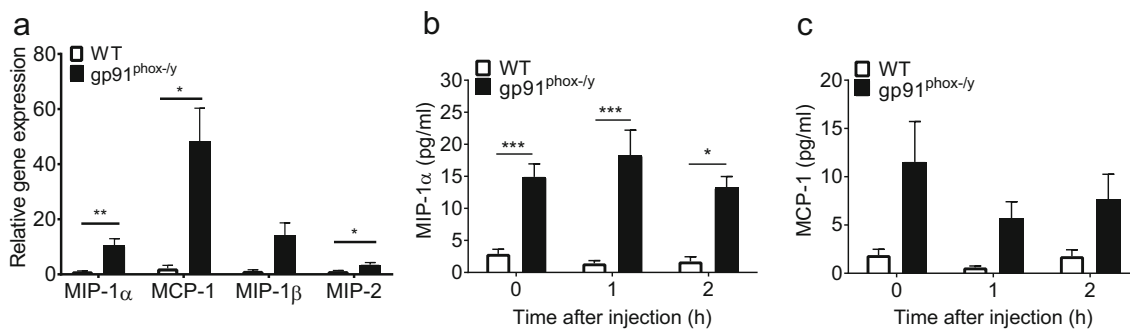 a
WT
gp91phox-/y
Relative gene expression
80
60
40
20
0
**
*
*
MIP-1α MCP-1 MIP-1β MIP-2
b
WT
gp91phox-/y
MIP-1α (pg/ml)
30
25
20
15
10
5
0
***
***
*
0 1 2
Time after injection (h)
c
WT
gp91phox-/y
MCP-1 (pg/ml)
20
15
10
5
0
0 1 2
Time after injection (h)